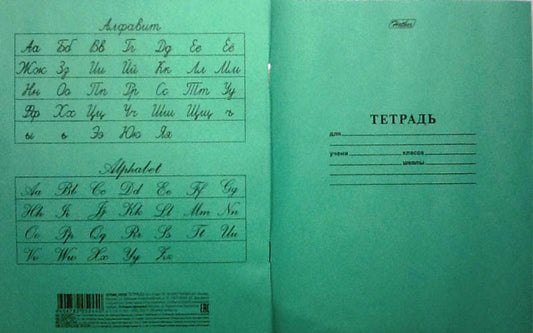 Алфавит
Аа Бб Вв Гг Дд Ее Ёё
Жж Зз Ии Йй Кк Лл Мм
Нн Оо Пп Рр Сс Тт Уу
Фф Хх Цц Чч Шш Щщ ъ
ы ь Ээ Юю Яя
Alphabet
Aa Bb Cc Dd Ee Ff Gg
Hh Ii Jj Kk Ll Mm Nn
Oo Pp Qq Rr Ss Tt Uu
Vv Ww Xx Yy Zz
Hatber
ТЕТРАДЬ
для
учени класса
школы